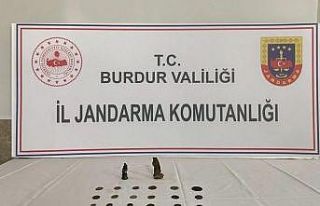 T.C.
BURDUR VALİLİĞİ
İL JANDARMA KOMUTANLIĞI